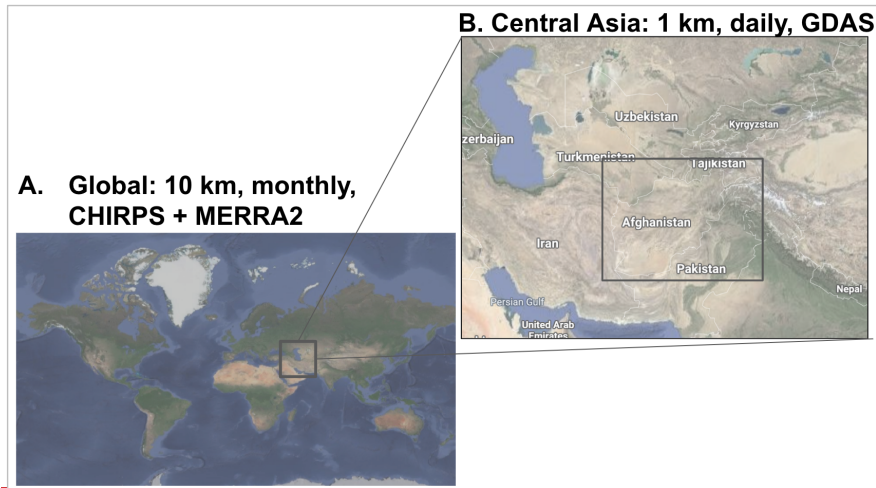 B. Central Asia: 1 km, daily, GDAS
Uzbekistan
Kyrgyzstan
zerbaijan
Turkmenistan
Tajikistan
Afghanistan
Iran
Pakistan
Nepal
Persian Gulf
United Arab
Emirates
A. Global: 10 km, monthly,
CHIRPS + MERRA2